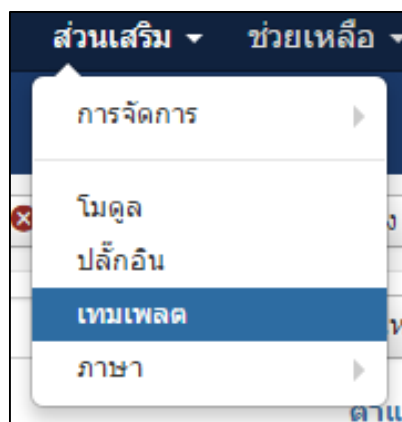 ส่วนเสริม ช่วยเหลือ
การจัดการ
โมดูล
ปลั๊กอิน
เทมเพลต
ภาษา